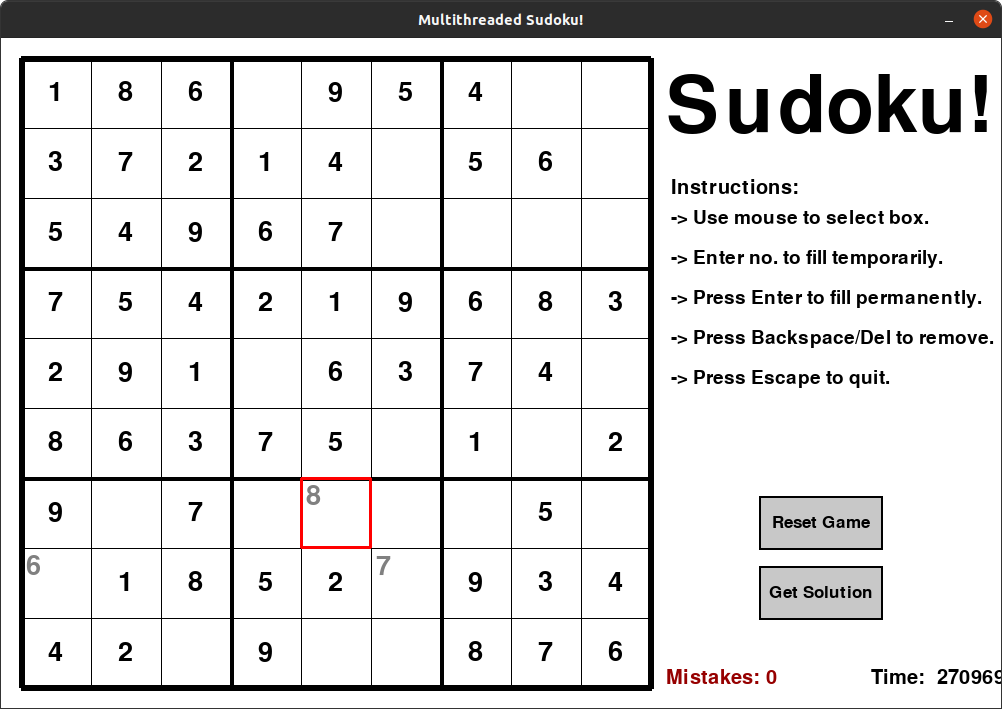 Multithreaded Sudoku!
1 8 6 9 5 4
3 7 2 1 4 5 6
5 4 9 6 7
7 5 4 2 1 9 6 8 3
2 9 1 6 3 7 4
8 6 3 7 5 1 2
9 7 8 5
6 1 8 5 2 7 9 3 4
4 2 9 8 7 6
Sudoku!
Instructions:
-> Use mouse to select box.
-> Enter no. to fill temporarily.
-> Press Enter to fill permanently.
-> Press Backspace/Del to remove.
-> Press Escape to quit.
Reset Game
Get Solution
Mistakes: 0
Time: 270969